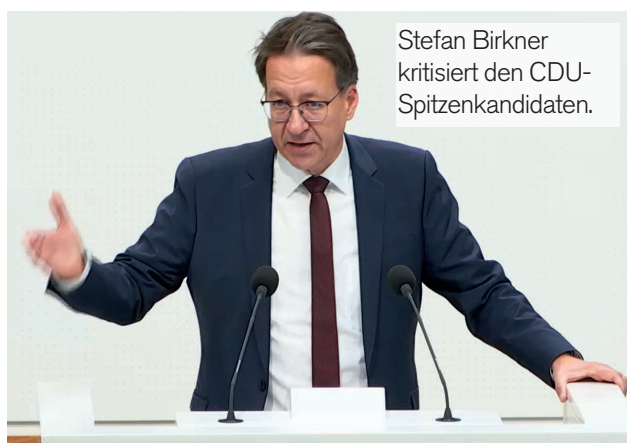 Stefan Birkner
kritisiert den CDU-
Spitzenkandidaten.